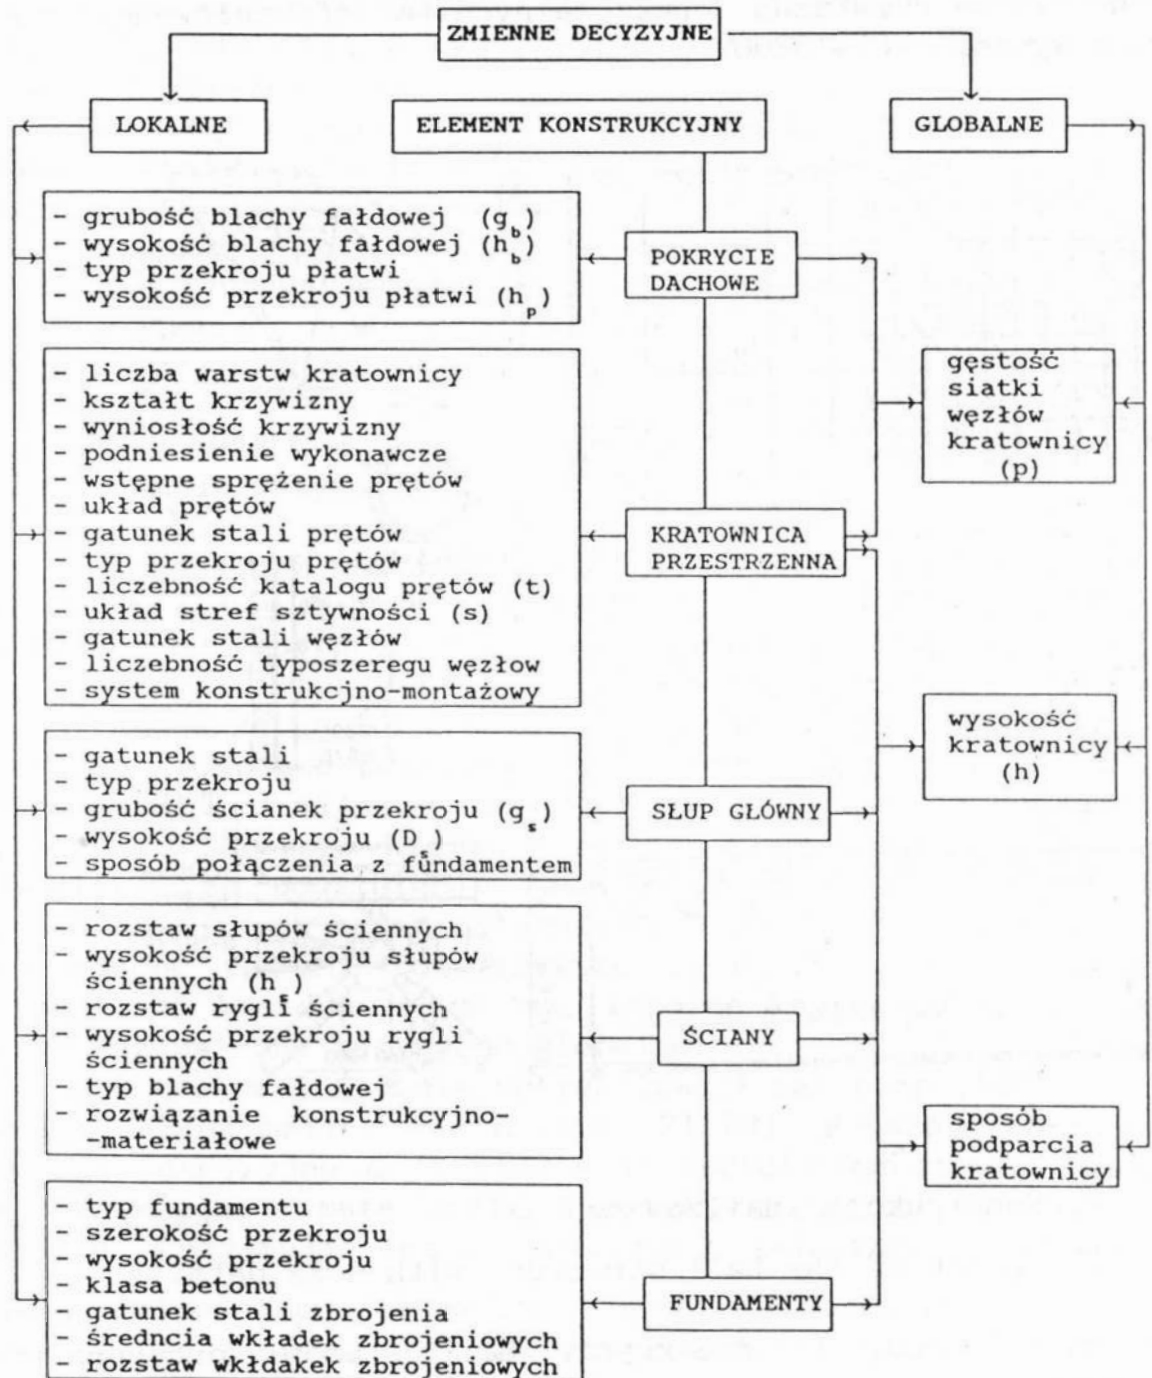 ZMIENNE DECYZYJNE
LOKALNE
ELEMENT KONSTRUKCYJNY
GLOBALNE
- grubość blachy fałdowej (g_b)
- wysokość blachy fałdowej (h_b)
- typ przekroju płatwi
- wysokość przekroju płatwi (h_p)
POKRYCIE
DACHOWE
- liczba warstw kratownicy
- kształt krzywizny
- wyniosłość krzywizny
- podniesienie wykonawcze
- wstępne sprężenie prętów
- układ prętów
- gatunek stali prętów
- typ przekroju prętów
- liczebność katalogu prętów (t)
- układ stref sztywności (s)
- gatunek stali węzłów
- liczebność typoszeregu węzłow
- system konstrukcjno-montażowy
KRATOWNICA
PRZESTRZENNA
gęstość
siatki
węzłów
kratownicy
(p)
- gatunek stali
- typ przekroju
- grubość ścianek przekroju (g_s)
- wysokość przekroju (D_s)
- sposób połączenia z fundamentem
SŁUP GŁÓWNY
wysokość
kratownicy
(h)
- rozstaw słupów ściennych
- wysokość przekroju słupów
ściennych (h_s)
- rozstaw rygli ściennych
- wysokość przekroju rygli
ściennych
- typ blachy fałdowej
- rozwiązanie konstrukcyjno-
-materiałowe
ŚCIANY
sposób
podparcia
kratownicy
- typ fundamentu
- szerokość przekroju
- wysokość przekroju
- klasa betonu
- gatunek stali zbrojenia
- średncia wkładek zbrojeniowych
- rozstaw wkłdakek zbrojeniowych
FUNDAMENTY